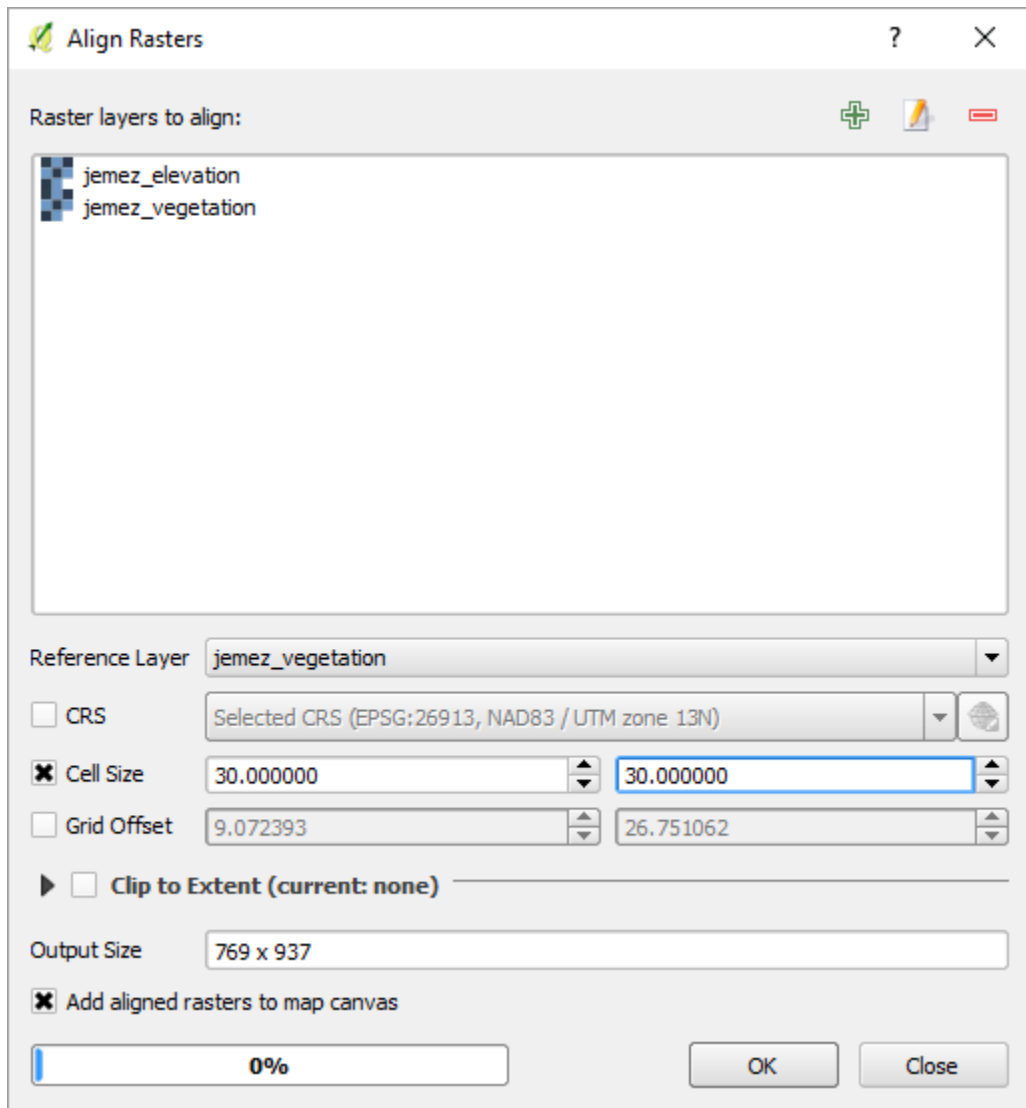 Align Rasters ?
Raster layers to align:
jemez_elevation
jemez_vegetation
Reference Layer jemez_vegetation
CRS Selected CRS (EPSG:26913, NAD83 / UTM zone 13N)
Cell Size 30.000000 30.000000
Grid Offset 9.072393 26.751062
Clip to Extent (current: none)
Output Size 769 x 937
Add aligned rasters to map canvas
0% OK Close